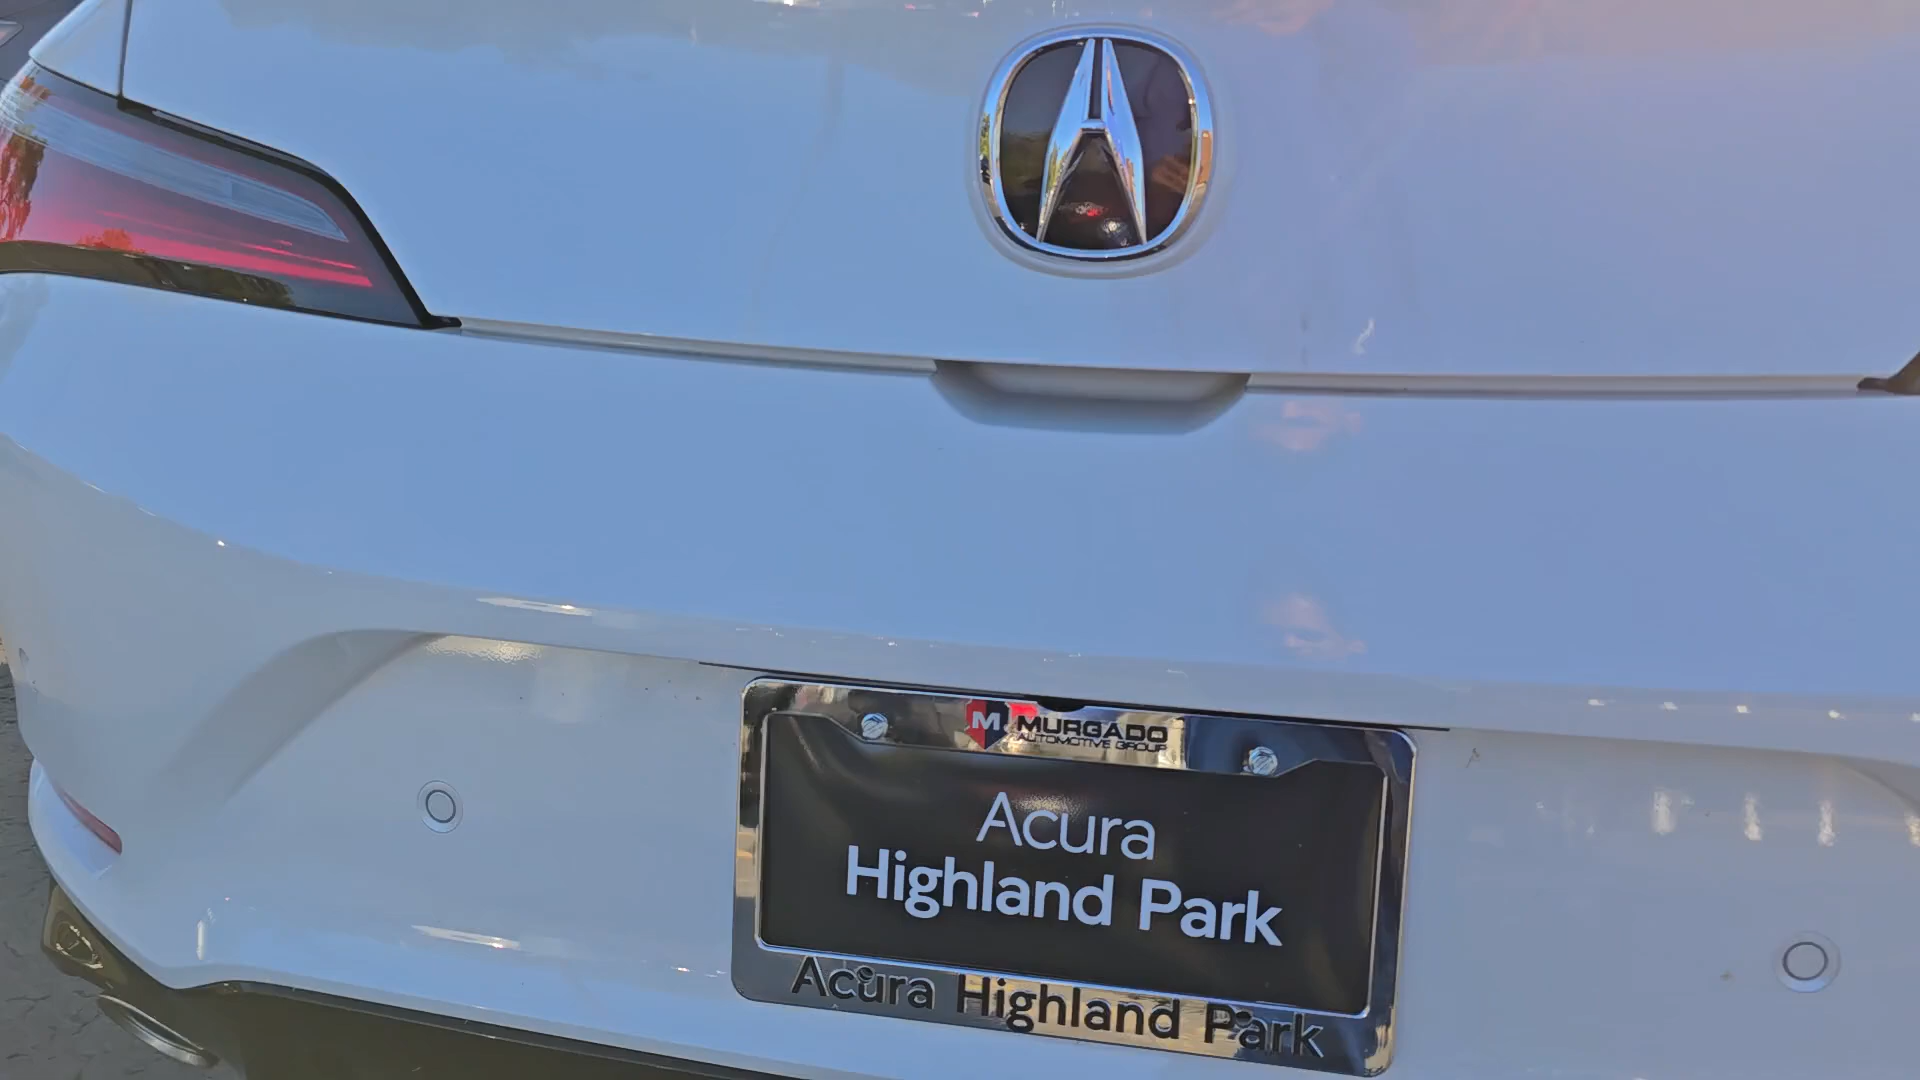 M MURGADO
AUTOMOTIVE GROUP
Acura
Highland Park
Acura Highland Park